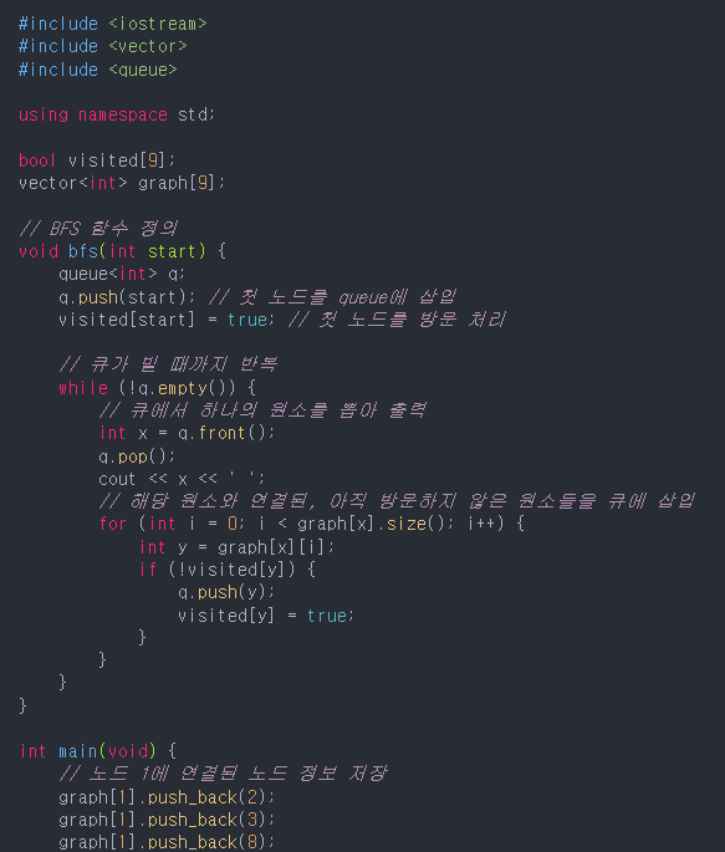 #include <iostream>
#include <vector>
#include <queue>
using namespace std;
bool visited[9];
vector<int> graph[9];
// BFS 함수 정의
void bfs(int start) {
queue<int> q;
q.push(start); // 첫 노드를 queue에 삽입
visited[start] = true; // 첫 노드를 방문 처리
// 큐가 빌 때까지 반복
while (!q.empty()) {
// 큐에서 하나의 원소를 뽑아 출력
int x = q.front();
q.pop();
cout << x << ' ';
// 해당 원소와 연결된, 아직 방문하지 않은 원소들을 큐에 삽입
for (int i = 0; i < graph[x].size(); i++) {
int y = graph[x][i];
if (!visited[y]) {
q.push(y);
visited[y] = true;
}
}
}
}
int main(void) {
// 노드 1에 연결된 노드 정보 저장
graph[1].push_back(2);
graph[1].push_back(3);
graph[1].push_back(8);